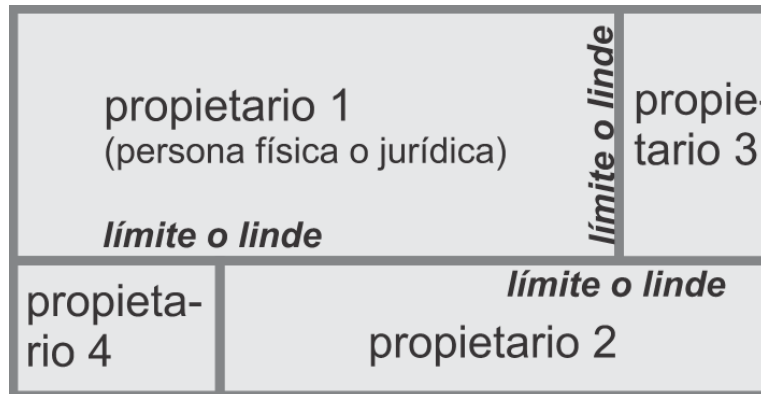 propietario 1
(persona física o jurídica)
límite o linde
límite o linde
propie-
tario 3
propieta-
rio 4
límite o linde
propietario 2